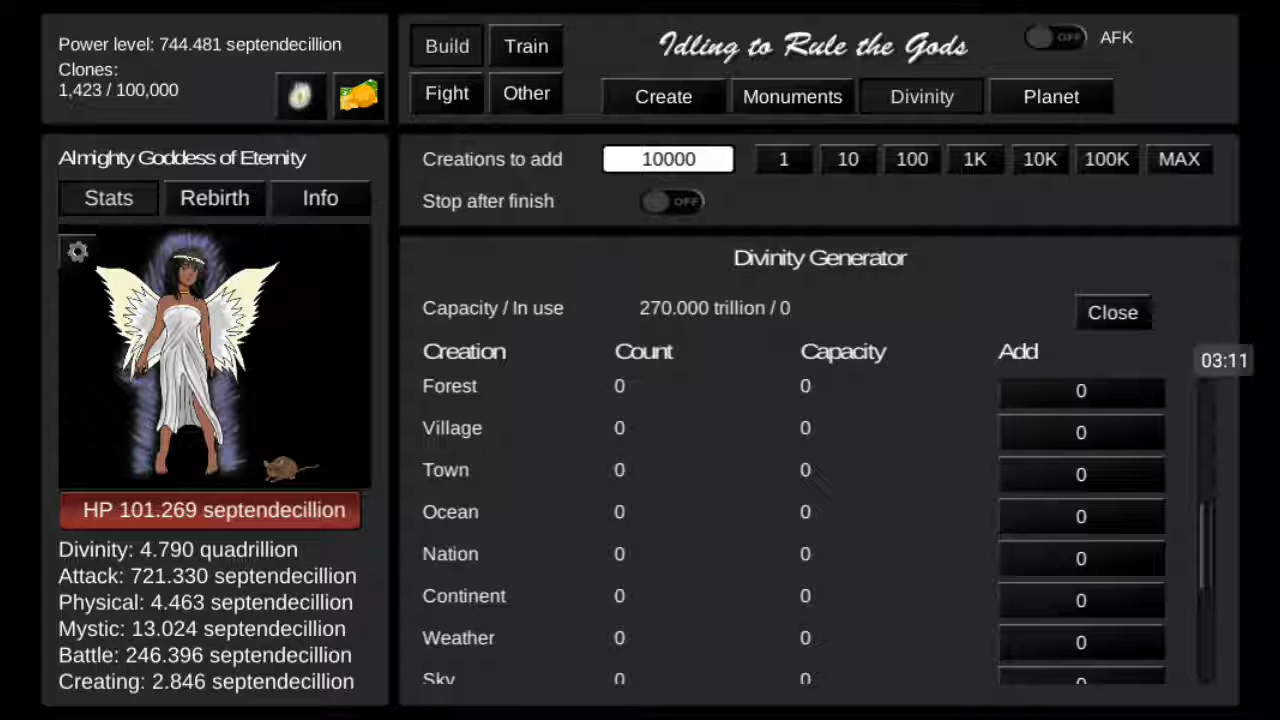 Power level: 744.481 septendecillion
Clones:
1,423 / 100,000
Build Train
Fight Other
Idling to Rule the Gods
OFF AFK
Create Monuments Divinity Planet
Almighty Goddess of Eternity
Stats Rebirth Info
HP 101.269 septendecillion
Divinity: 4.790 quadrillion
Attack: 721.330 septendecillion
Physical: 4.463 septendecillion
Mystic: 13.024 septendecillion
Battle: 246.396 septendecillion
Creating: 2.846 septendecillion
Creations to add 10000 1 10 100 1K 10K 100K MAX
Stop after finish OFF
Divinity Generator
Capacity / In use 270.000 trillion / 0 Close
Creation Count Capacity Add
03:11
Forest 0 0 0
Village 0 0 0
Town 0 0 0
Ocean 0 0 0
Nation 0 0 0
Continent 0 0 0
Weather 0 0 0
Sky 0 0 0